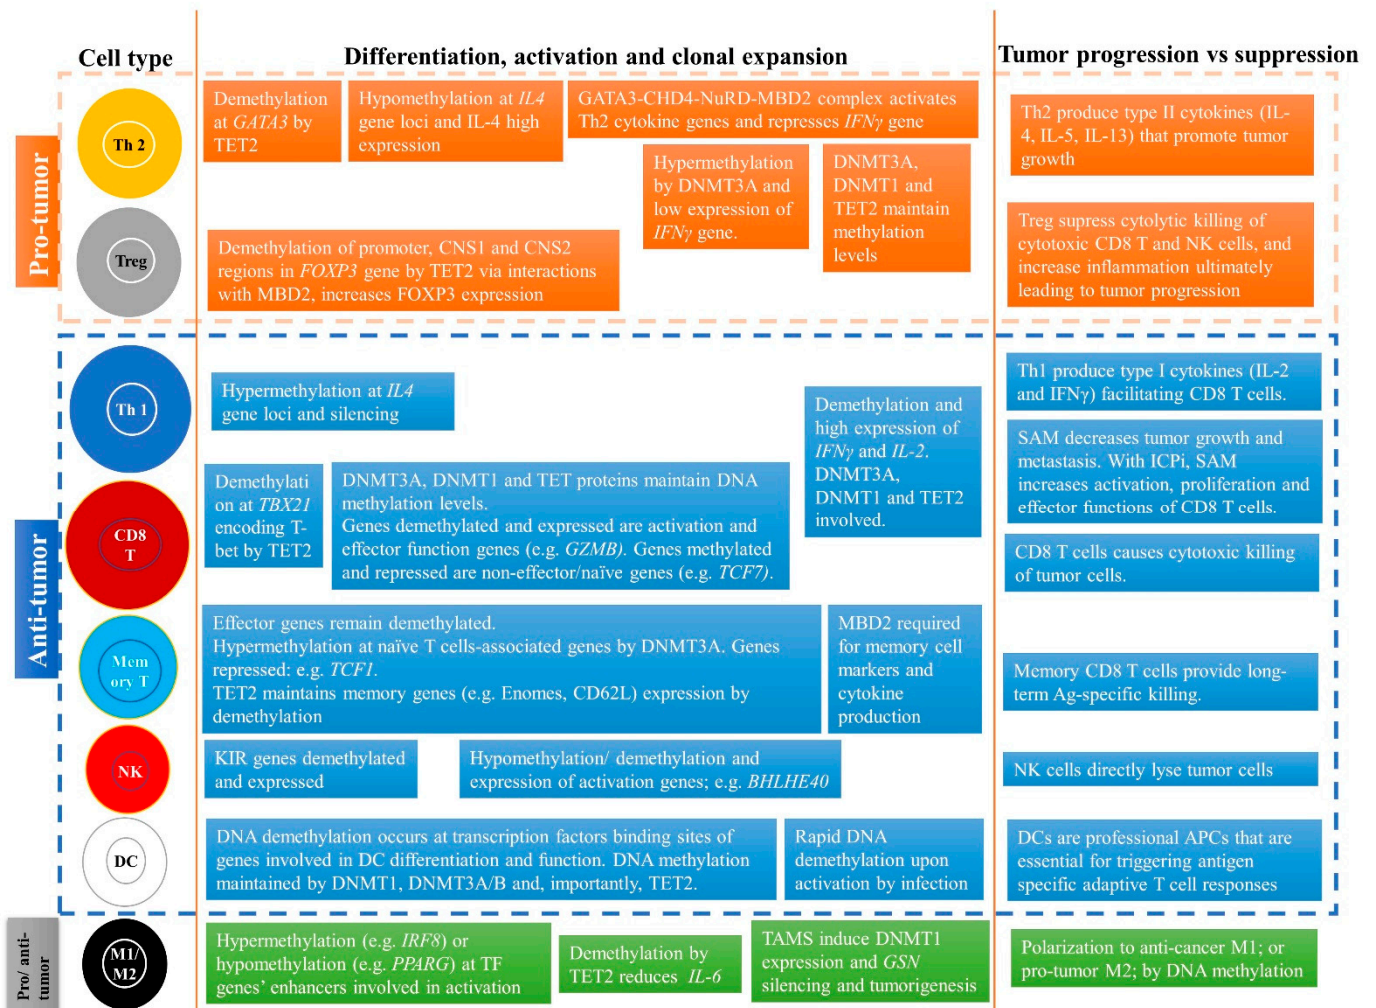 Cell type
Differentiation, activation and clonal expansion
Tumor progression vs suppression
Pro-tumor
Th 2
Demethylation
at GATA3 by
TET2
Hypomethylation at IL4
gene loci and IL-4 high
expression
GATA3-CHD4-NuRD-MBD2 complex activates
Th2 cytokine genes and represses IFNγ gene
Hypermethylation
by DNMT3A and
low expression of
IFNγ gene.
DNMT3A,
DNMT1 and
TET2 maintain
methylation
levels
Th2 produce type II cytokines (IL-
4, IL-5, IL-13) that promote tumor
growth
Treg
Demethylation of promoter, CNS1 and CNS2
regions in FOXP3 gene by TET2 via interactions
with MBD2, increases FOXP3 expression
Treg supress cytolytic killing of
cytotoxic CD8 T and NK cells, and
increase inflammation ultimately
leading to tumor progression
Anti-tumor
Th 1
Hypermethylation at IL4
gene loci and silencing
Demethylation and
high expression of
IFNγ and IL-2.
DNMT3A,
DNMT1 and TET2
involved.
Th1 produce type I cytokines (IL-2
and IFNγ) facilitating CD8 T cells.
SAM decreases tumor growth and
metastasis. With ICPi, SAM
increases activation, proliferation and
effector functions of CD8 T cells.
CD8
T
Demethylati
on at TBX21
encoding T-
bet by TET2
DNMT3A, DNMT1 and TET proteins maintain DNA
methylation levels.
Genes demethylated and expressed are activation and
effector function genes (e.g. GZMB). Genes methylated
and repressed are non-effector/naïve genes (e.g. TCF7).
CD8 T cells causes cytotoxic killing
of tumor cells.
Mem
ory T
Effector genes remain demethylated.
Hypermethylation at naïve T cells-associated genes by DNMT3A. Genes
repressed: e.g. TCF1.
TET2 maintains memory genes (e.g. Enomes, CD62L) expression by
demethylation
MBD2 required
for memory cell
markers and
cytokine
production
Memory CD8 T cells provide long-
term Ag-specific killing.
NK
KIR genes demethylated
and expressed
Hypomethylation/ demethylation and
expression of activation genes; e.g. BHLHE40
NK cells directly lyse tumor cells
DC
DNA demethylation occurs at transcription factors binding sites of
genes involved in DC differentiation and function. DNA methylation
maintained by DNMT1, DNMT3A/B and, importantly, TET2.
Rapid DNA
demethylation upon
activation by infection
DCs are professional APCs that are
essential for triggering antigen
specific adaptive T cell responses
Pro/ anti-
tumor
M1/
M2
Hypermethylation (e.g. IRF8) or
hypomethylation (e.g. PPARG) at TF
genes' enhancers involved in activation
Demethylation by
TET2 reduces IL-6
TAMS induce DNMT1
expression and GSN
silencing and tumorigenesis
Polarization to anti-cancer M1; or
pro-tumor M2; by DNA methylation